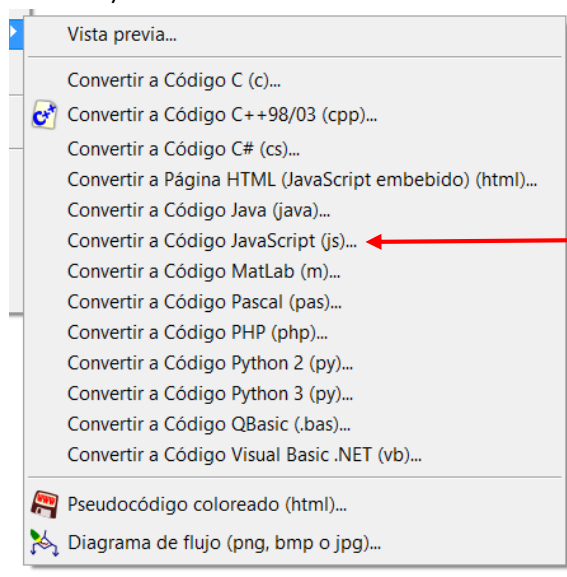 Vista previa...
Convertir a Código C (c)...
Convertir a Código C++98/03 (cpp)...
Convertir a Código C# (cs)...
Convertir a Página HTML (JavaScript embebido) (html)...
Convertir a Código Java (java)...
Convertir a Código JavaScript (js)...
Convertir a Código MatLab (m)...
Convertir a Código Pascal (pas)...
Convertir a Código PHP (php)...
Convertir a Código Python 2 (py)...
Convertir a Código Python 3 (py)...
Convertir a Código QBasic (.bas)...
Convertir a Código Visual Basic .NET (vb)...
Pseudocódigo coloreado (html)...
Diagrama de flujo (png, bmp o jpg)...